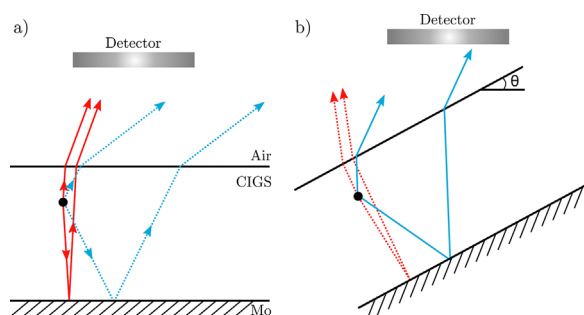 a)
Detector
Air
CIGS
Mo
b)
Detector
θ